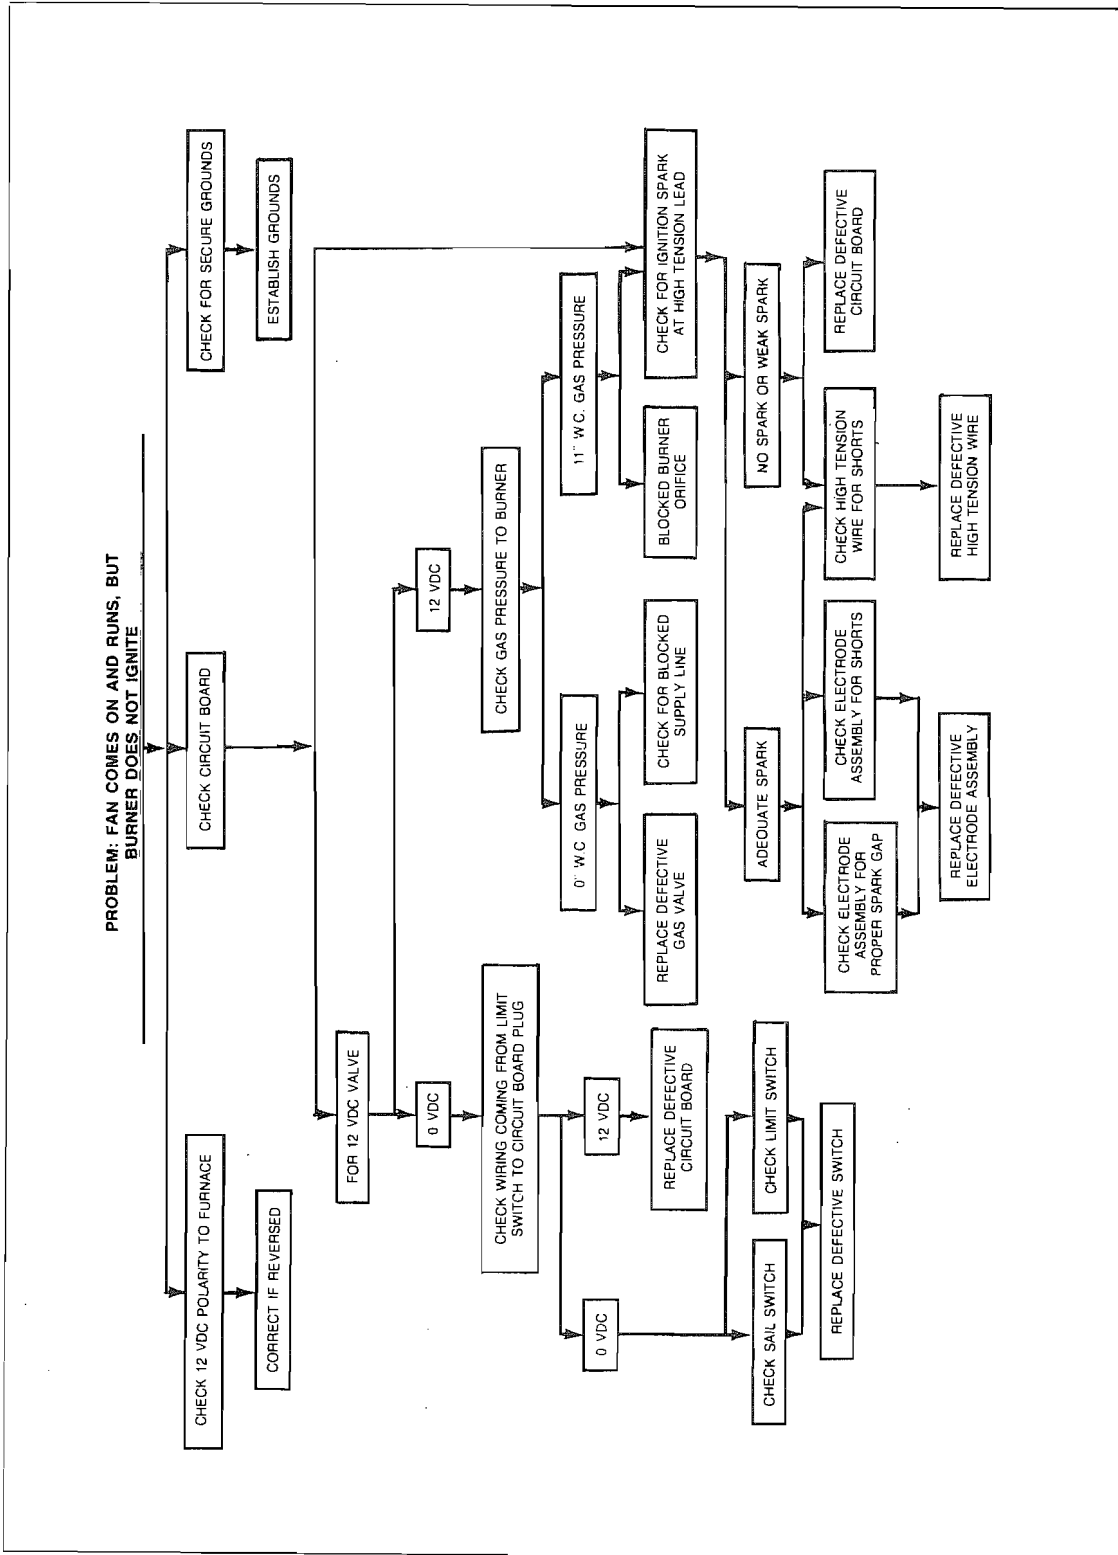 PROBLEM: FAN COMES ON AND RUNS, BUT
BURNER DOES NOT IGNITE
CHECK 12 VDC POLARITY TO FURNACE
CHECK CIRCUIT BOARD
CHECK FOR SECURE GROUNDS
CORRECT IF REVERSED
ESTABLISH GROUNDS
FOR 12 VDC VALVE
0 VDC
12 VDC
CHECK WIRING COMING FROM LIMIT
SWITCH TO CIRCUIT BOARD PLUG
CHECK GAS PRESSURE TO BURNER
0" W.C GAS PRESSURE
11" W.C. GAS PRESSURE
0 VDC
12 VDC
REPLACE DEFECTIVE
CIRCUIT BOARD
REPLACE DEFECTIVE
GAS VALVE
CHECK FOR BLOCKED
SUPPLY LINE
BLOCKED BURNER
ORIFICE
CHECK FOR IGNITION SPARK
AT HIGH TENSION LEAD
CHECK SAIL SWITCH
CHECK LIMIT SWITCH
ADEQUATE SPARK
NO SPARK OR WEAK SPARK
REPLACE DEFECTIVE SWITCH
CHECK ELECTRODE
ASSEMBLY FOR
PROPER SPARK GAP
CHECK ELECTRODE
ASSEMBLY FOR SHORTS
CHECK HIGH TENSION
WIRE FOR SHORTS
REPLACE DEFECTIVE
CIRCUIT BOARD
REPLACE DEFECTIVE
ELECTRODE ASSEMBLY
REPLACE DEFECTIVE
HIGH TENSION WIRE